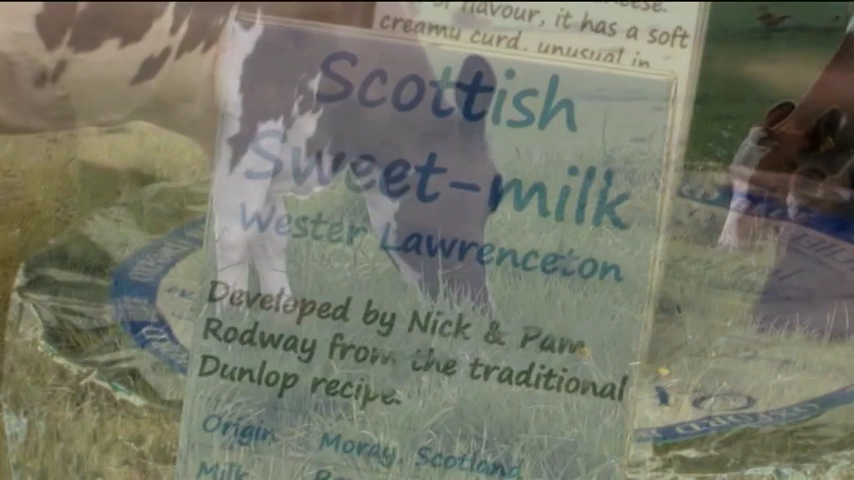 flavour, it has a soft
creamy curd, unusual in
Scottish
Sweet-milk
Wester Lawrenceton
Developed by Nick & Pam
Rodway from the traditional
Dunlop recipe.
Origin Moray, Scotland
Milk